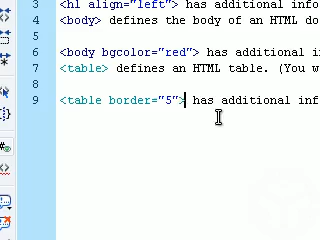 3 <hl align="left"> has additional info
4 <body> defines the body of an HTML do
5
6 <body bgcolor="red"> has additional i
7 <table> defines an HTML table. (You w
8
9 <table border="5"> has additional inf